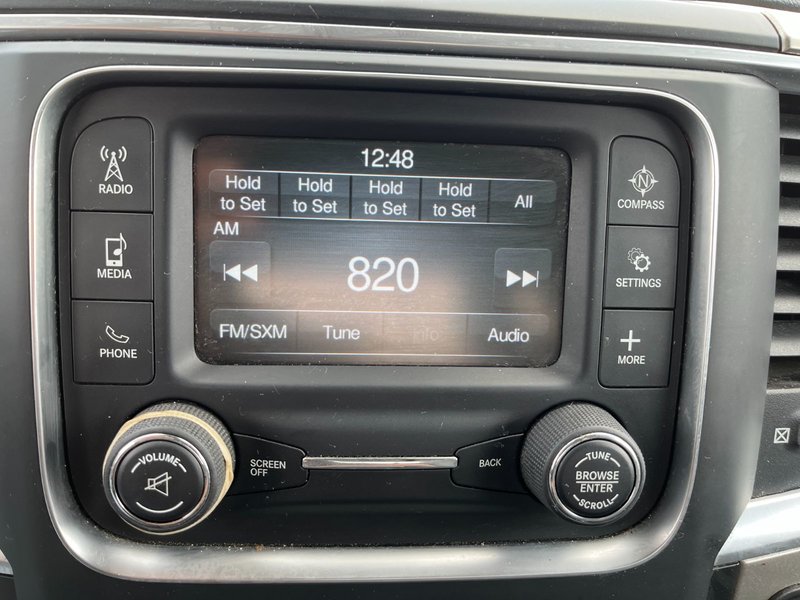 12:48
RADIO
Hold to Set
Hold to Set
Hold to Set
Hold to Set
All
COMPASS
AM
MEDIA
820
SETTINGS
PHONE
FM/SXM
Tune
Info
Audio
MORE
VOLUME
SCREEN OFF
BACK
TUNE
BROWSE
ENTER
SCROLL
N